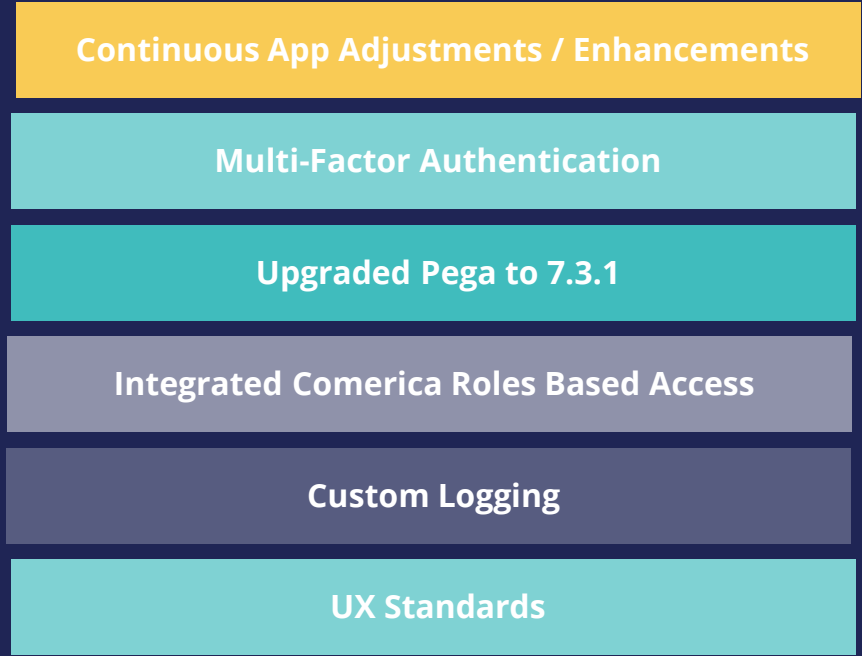 Continuous App Adjustments / Enhancements
Multi-Factor Authentication
Upgraded Pega to 7.3.1
Integrated Comerica Roles Based Access
Custom Logging
UX Standards